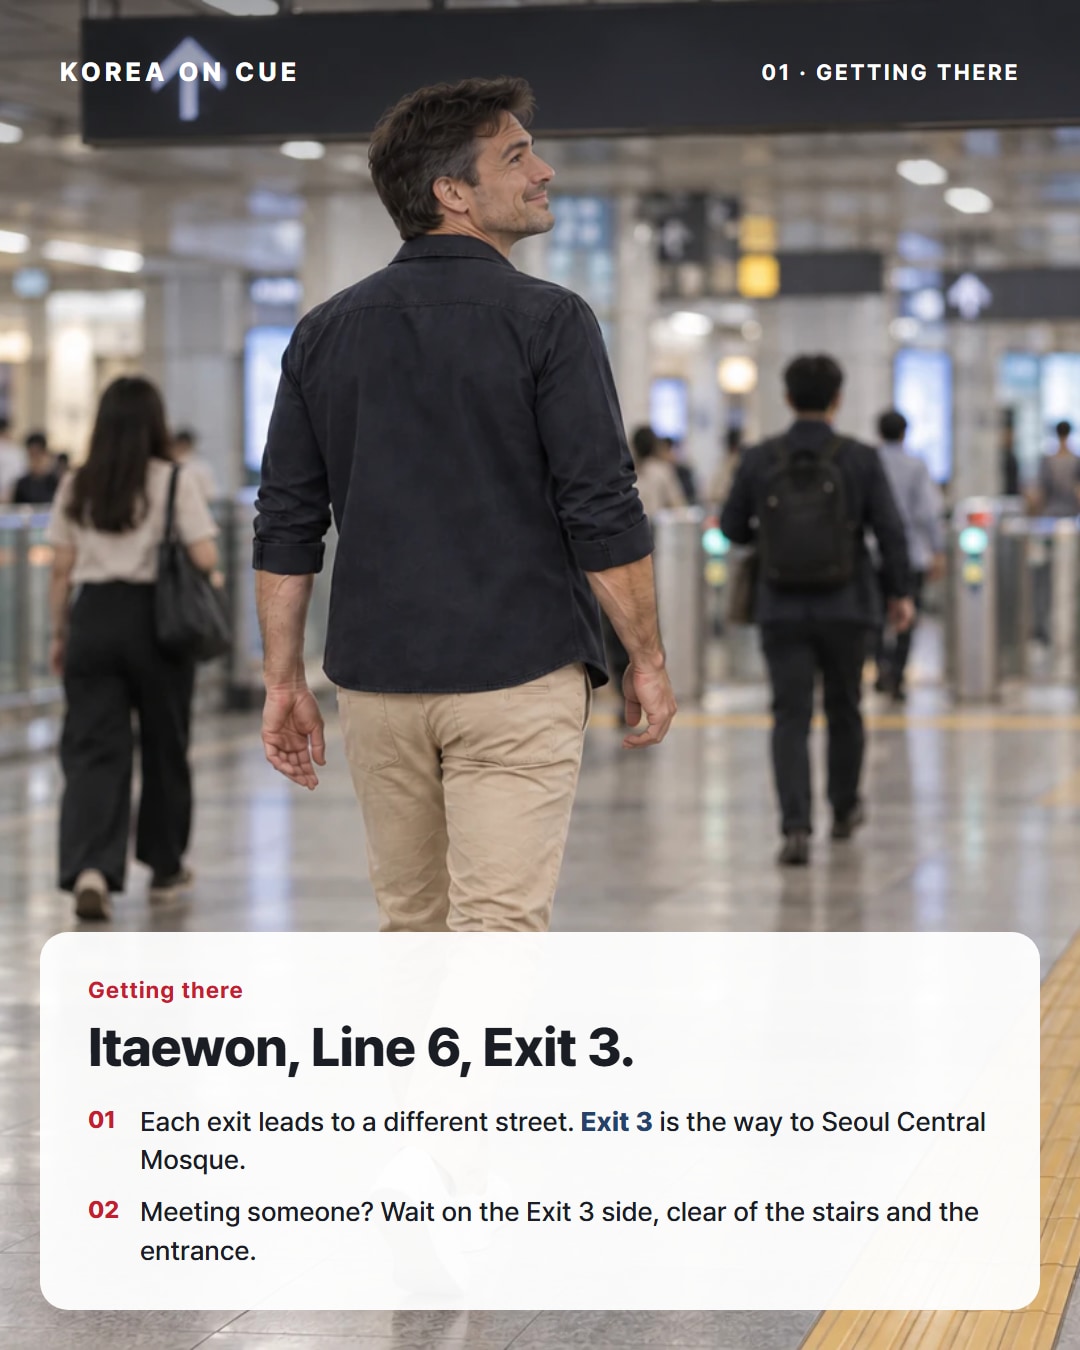 KOREA ON CUE
01 · GETTING THERE
Getting there
Itaewon, Line 6, Exit 3.
01 Each exit leads to a different street. Exit 3 is the way to Seoul Central
Mosque.
02 Meeting someone? Wait on the Exit 3 side, clear of the stairs and the
entrance.